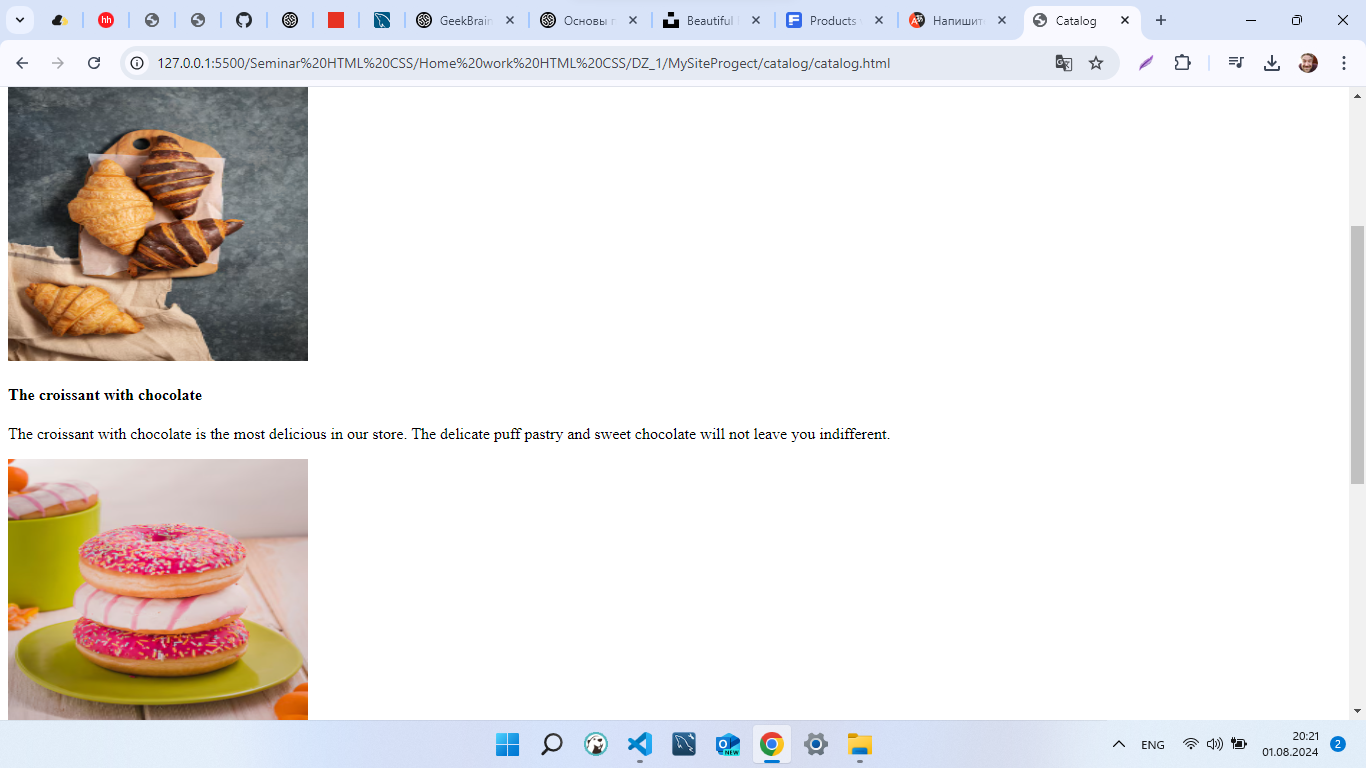 hh
GeekBrain
Основы п
Beautiful
Products
Напишит
Catalog
127.0.0.1:5500/Seminar%20HTML%20CSS/Home%20work%20HTML%20CSS/DZ_1/MySiteProgect/catalog/catalog.html
The croissant with chocolate
The croissant with chocolate is the most delicious in our store. The delicate puff pastry and sweet chocolate will not leave you indifferent.
NEW
ENG
20:21
01.08.2024
2